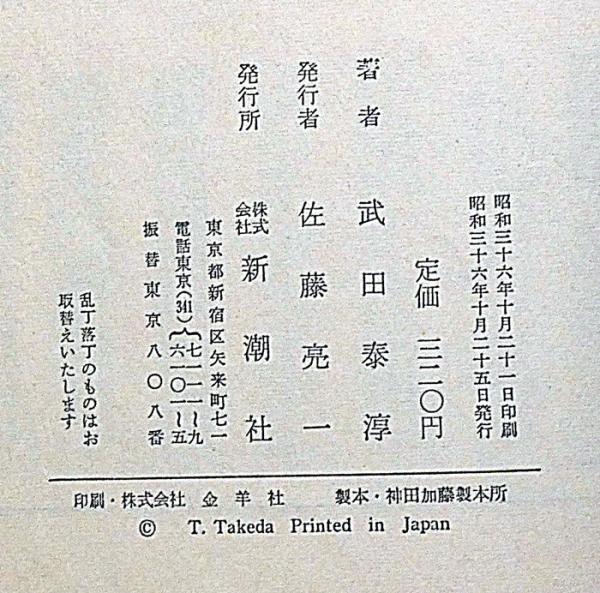 昭和三十六年十月二十一日印刷
昭和三十六年十月二十五日発行
定価 三二〇円
著者 武田泰淳
発行者 佐藤亮一
発行所 株式会社 新潮社
東京都新宿区矢来町七一
電話東京(341){七一一一〜九 六一〇一〜五
振替東京八〇八番
乱丁落丁のものはお
取替えいたします
印刷・株式会社 金羊社 製本・神田加藤製本所
© T. Takeda Printed in Japan